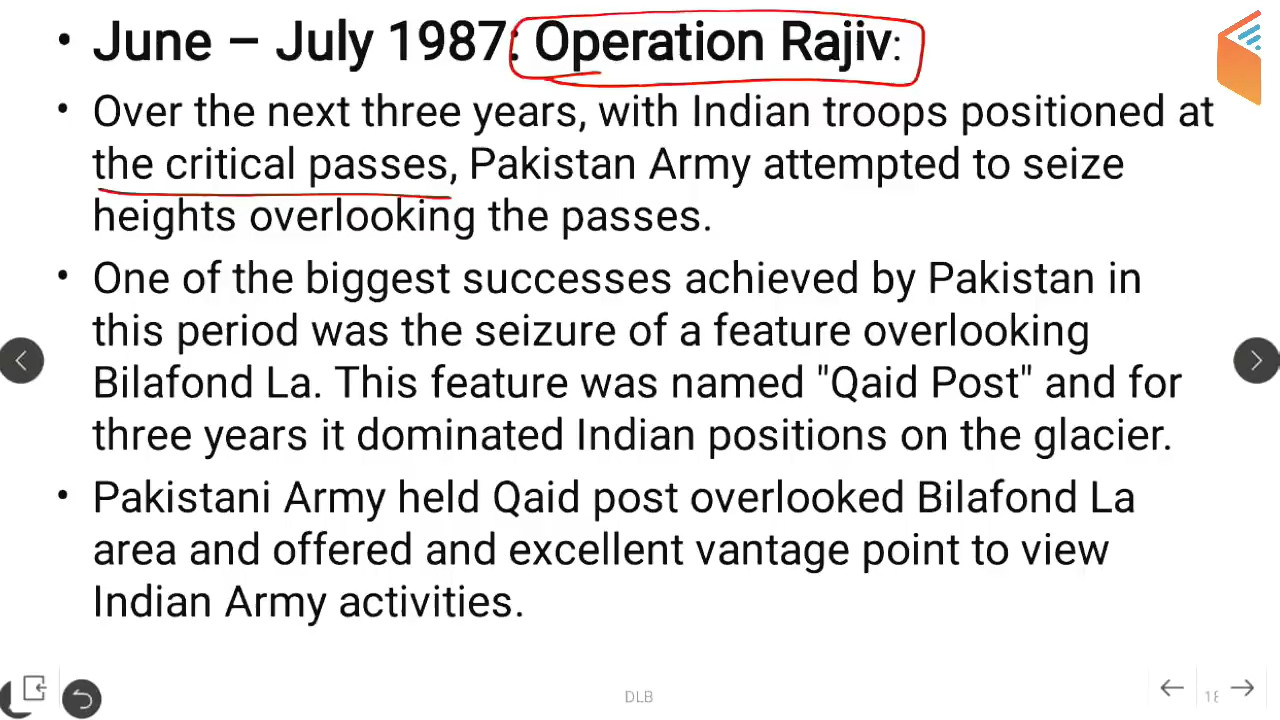 • June – July 1987: Operation Rajiv:
• Over the next three years, with Indian troops positioned at
the critical passes, Pakistan Army attempted to seize
heights overlooking the passes.
• One of the biggest successes achieved by Pakistan in
this period was the seizure of a feature overlooking
Bilafond La. This feature was named "Qaid Post" and for
three years it dominated Indian positions on the glacier.
• Pakistani Army held Qaid post overlooked Bilafond La
area and offered and excellent vantage point to view
Indian Army activities.
DLB